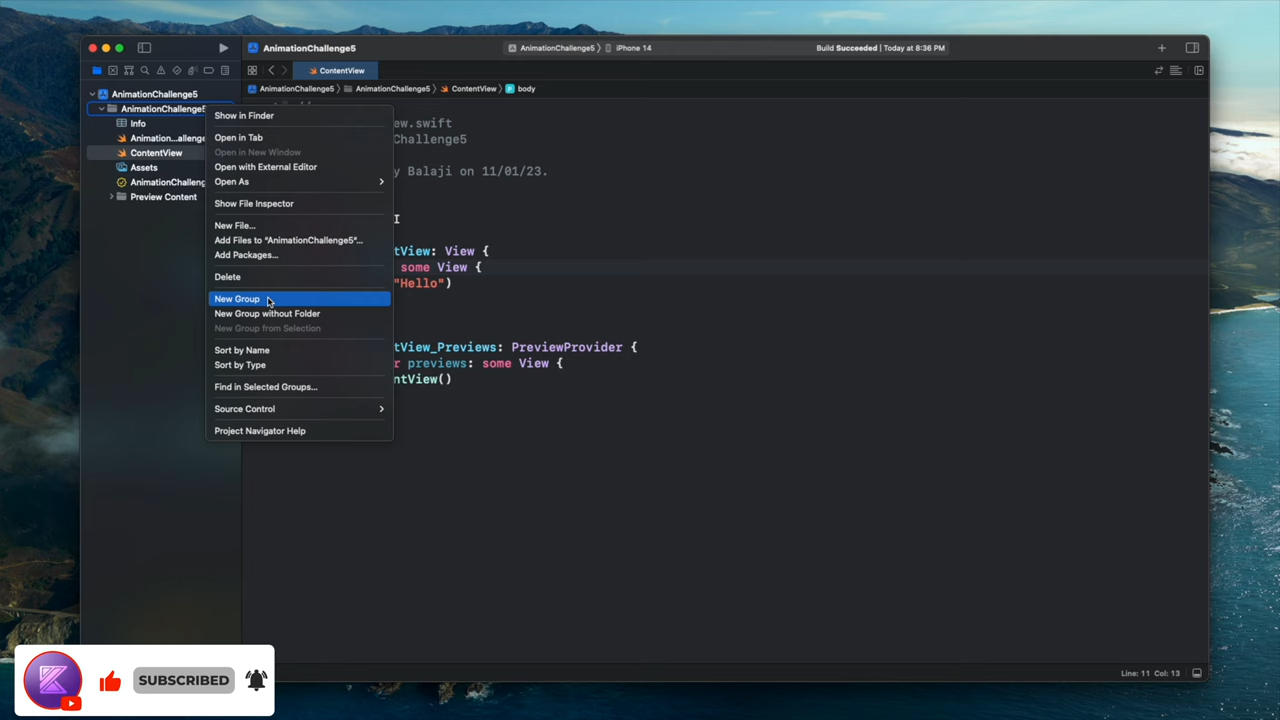 AnimationChallenge5
AnimationChallenge5 iPhone 14
Build Succeeded | Today at 8:36 PM
ContentView
AnimationChallenge5 AnimationChallenge5 ContentView body
AnimationChallenge5
AnimationChallenge5
Info
Animation...allenge
ContentView
Assets
AnimationChalleng
Preview Content
Show in Finder
Open in Tab
Open in New Window
Open with External Editor
Open As
Show File Inspector
New File...
Add Files to “AnimationChallenge5”...
Add Packages...
Delete
New Group
New Group without Folder
New Group from Selection
Sort by Name
Sort by Type
Find in Selected Groups...
Source Control
Project Navigator Help
ew.swift
Challenge5
y Balaji on 11/01/23.
I
tView: View {
some View {
"Hello")
tView_Previews: PreviewProvider {
r previews: some View {
ntView()
SUBSCRIBED
Line: 11 Col: 13